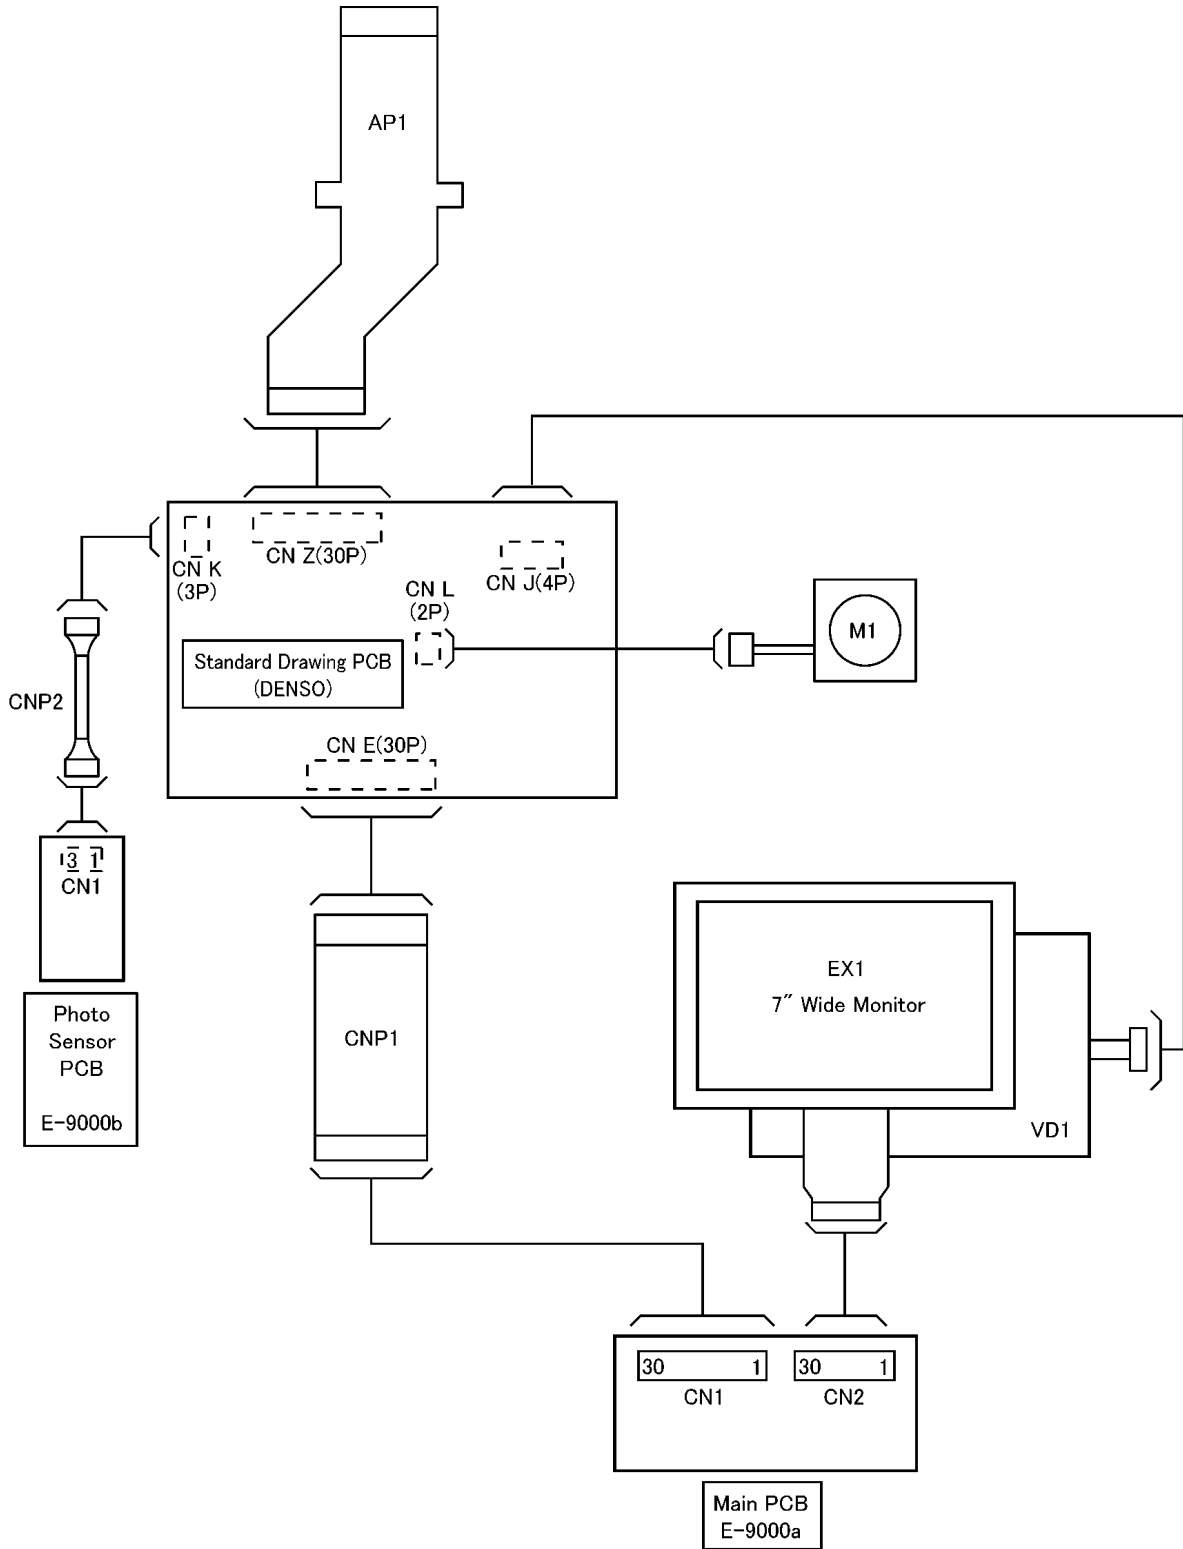 AP1
CN Z(30P)
CN K
(3P)
CN J(4P)
CN L
(2P)
M1
Standard Drawing PCB
(DENSO)
CNP2
CN E(30P)
3 1
CN1
Photo
Sensor
PCB
E-9000b
CNP1
EX1
7″ Wide Monitor
VD1
30 1
CN1
30 1
CN2
Main PCB
E-9000a